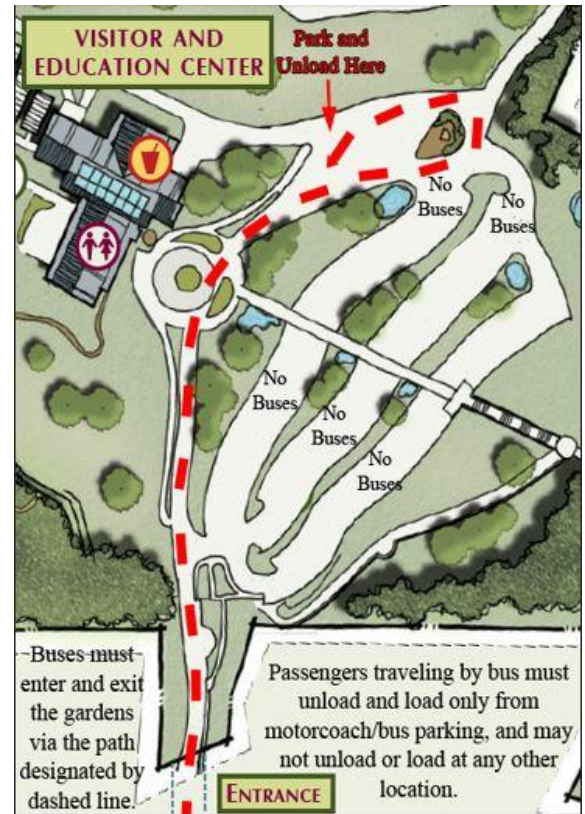 VISITOR AND
EDUCATION CENTER
Park and
Unload Here
No
Buses
No
Buses
No
Buses
No
Buses
No
Buses
Buses must
enter and exit
the gardens
via the path
designated by
dashed line.
Passengers traveling by bus must
unload and load only from
motorcoach/bus parking, and may
not unload or load at any other
location.
ENTRANCE